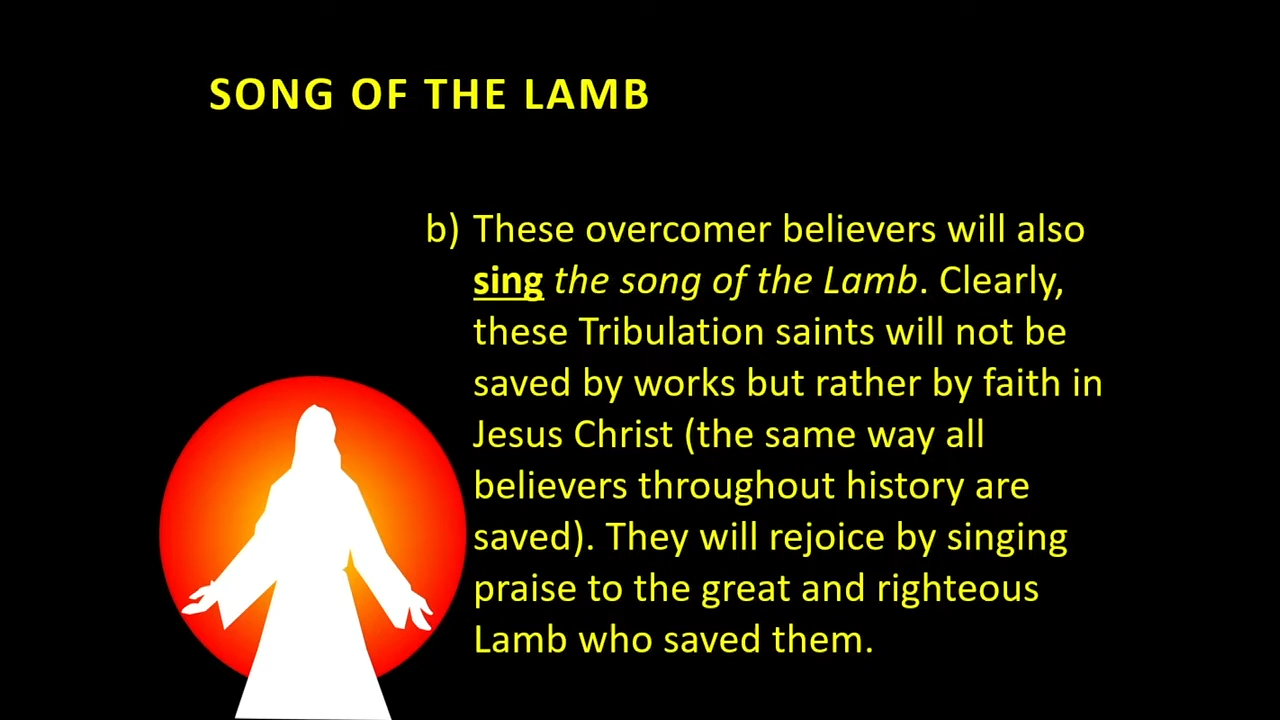 SONG OF THE LAMB
b) These overcomer believers will also
sing the song of the Lamb. Clearly,
these Tribulation saints will not be
saved by works but rather by faith in
Jesus Christ (the same way all
believers throughout history are
saved). They will rejoice by singing
praise to the great and righteous
Lamb who saved them.